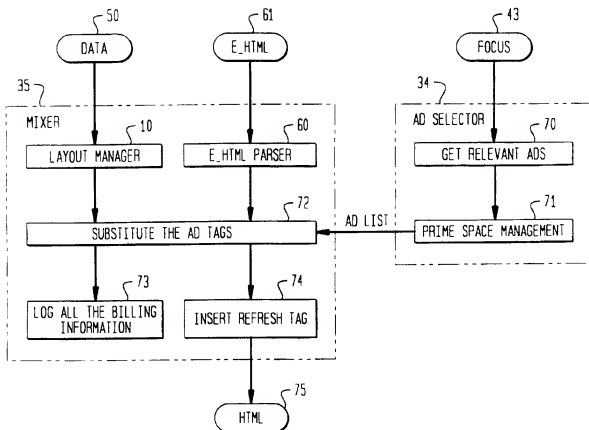 50
61
43
DATA
E_HTML
FOCUS
35
34
MIXER
10
60
AD SELECTOR
70
LAYOUT MANAGER
E_HTML PARSER
GET RELEVANT ADS
72
71
SUBSTITUTE THE AD TAGS
AD LIST
PRIME SPACE MANAGEMENT
73
74
LOG ALL THE BILLING
INFORMATION
INSERT REFRESH TAG
75
HTML